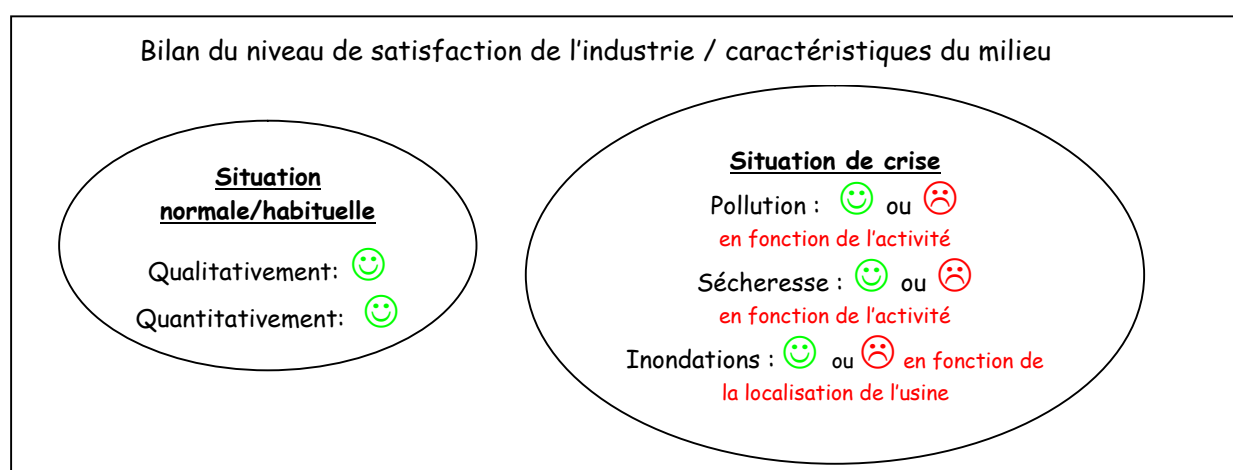 Bilan du niveau de satisfaction de l'industrie / caractéristiques du milieu
Situation
normale/habituelle
Qualitativement:
Quantitativement:
Situation de crise
Pollution : ou
en fonction de l'activité
Sécheresse : ou
en fonction de l'activité
Inondations : ou en fonction de
la localisation de l'usine